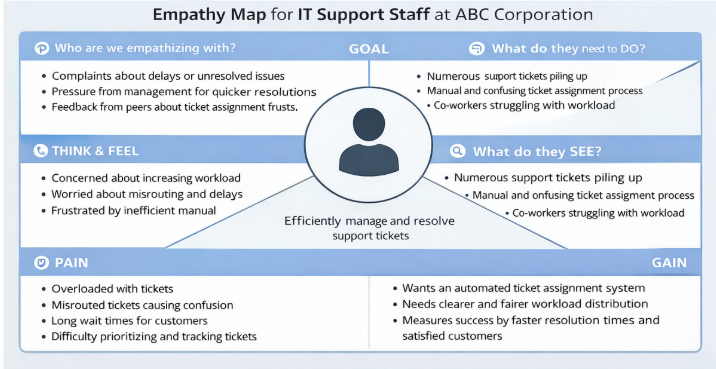 Empathy Map for IT Support Staff at ABC Corporation
Who are we empathizing with?
GOAL
What do they need to DO?
• Complaints about delays or unresolved issues
• Pressure from management for quicker resolutions
• Feedback from peers about ticket assignment frusts.
• Numerous support tickets piling up
• Manual and confusing ticket assignment process
• Co-workers struggling with workload
THINK & FEEL
What do they SEE?
• Concerned about increasing workload
• Worried about misrouting and delays
• Frustrated by inefficient manual
• Numerous support tickets piling up
• Manual and onfusing ticket assigment process
• Co-workers struggling with workload
Efficiently manage and resolve
support tickets
PAIN
GAIN
• Overloaded with tickets
• Misrouted tickets causing confusion
• Long wait times for customers
• Difficulty prioritizing and tracking tickets
• Wants an automated ticket assignment system
• Needs clearer and fairer workload distribution
• Measures success by faster resolution times and
satisfied customers